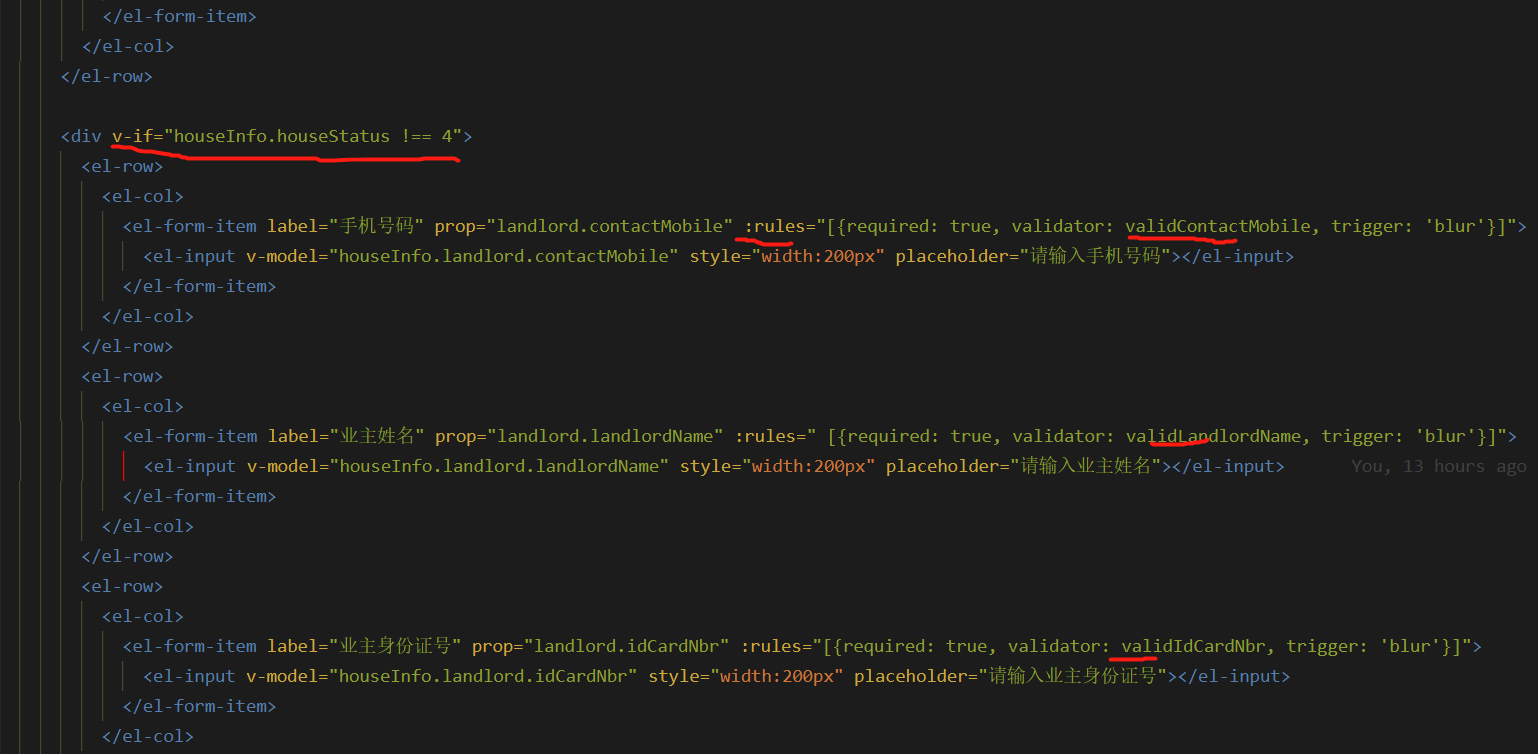 </el-form-item>
</el-col>
</el-row>
<div v-if="houseInfo.houseStatus !== 4">
<el-row>
<el-col>
<el-form-item label="手机号码" prop="landlord.contactMobile" :rules="[{required: true, validator: validContactMobile, trigger: 'blur'}]">
<el-input v-model="houseInfo.landlord.contactMobile" style="width:200px" placeholder="请输入手机号码"></el-input>
</el-form-item>
</el-col>
</el-row>
<el-row>
<el-col>
<el-form-item label="业主姓名" prop="landlord.landlordName" :rules=" [{required: true, validator: validLandlordName, trigger: 'blur'}]">
<el-input v-model="houseInfo.landlord.landlordName" style="width:200px" placeholder="请输入业主姓名"></el-input> You, 13 hours ago
</el-form-item>
</el-col>
</el-row>
<el-row>
<el-col>
<el-form-item label="业主身份证号" prop="landlord.idCardNbr" :rules="[{required: true, validator: validIdCardNbr, trigger: 'blur'}]">
<el-input v-model="houseInfo.landlord.idCardNbr" style="width:200px" placeholder="请输入业主身份证号"></el-input>
</el-form-item>
</el-col>